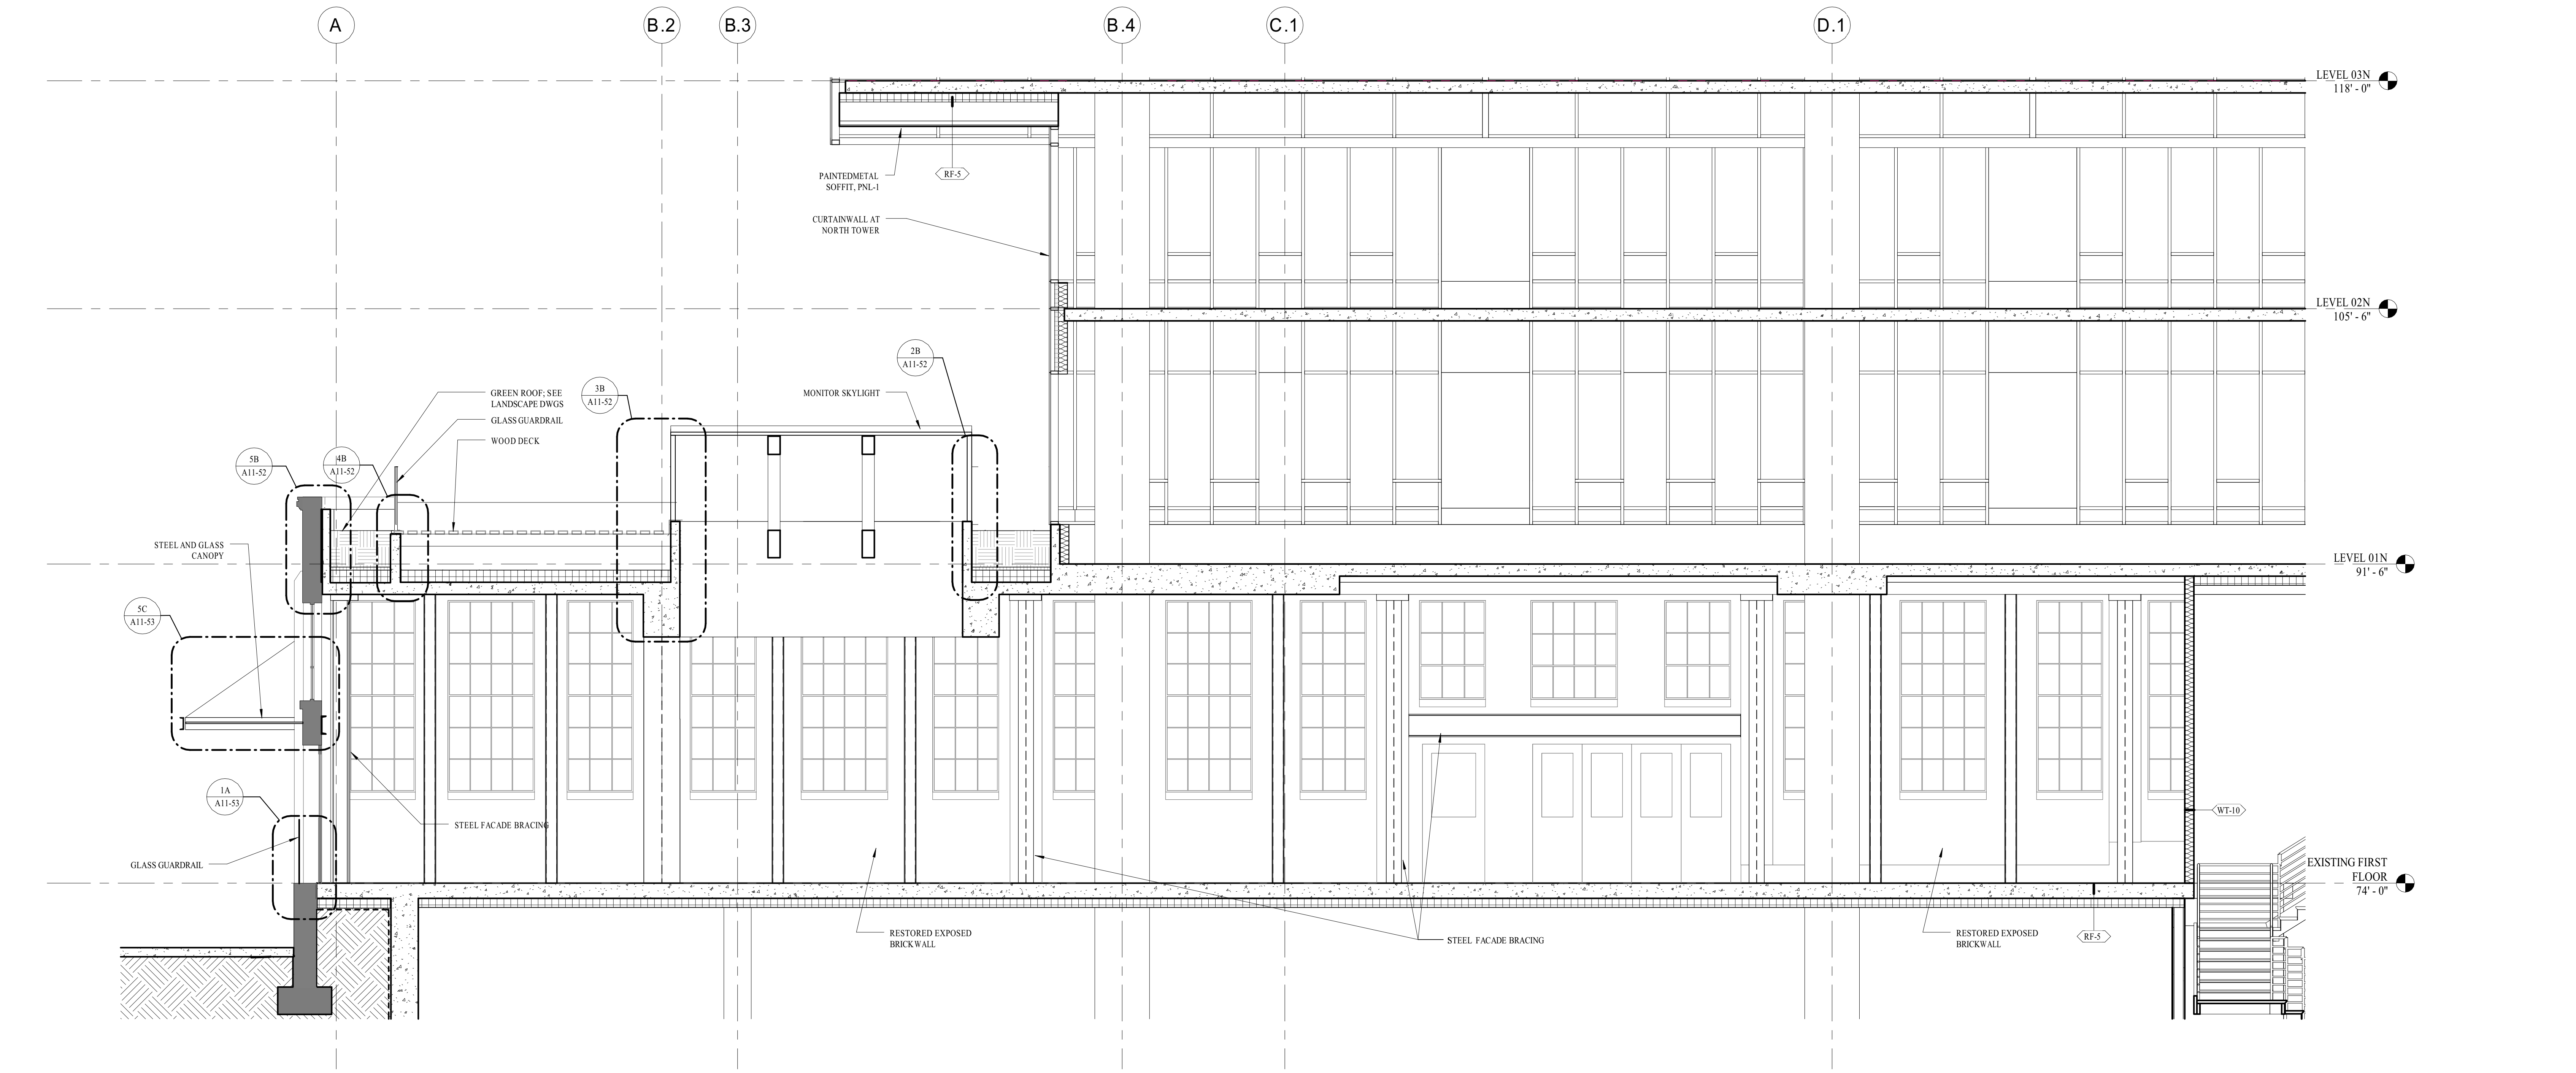 A
B.2
B.3
B.4
C.1
D.1
LEVEL 03N
118' - 0"
PAINTEDMETAL
SOFFIT, PNL-1
RF-5
CURTAINWALL AT
NORTH TOWER
LEVEL 02N
105' - 6"
2B
A11-52
3B
A11-52
MONITOR SKYLIGHT
GREEN ROOF; SEE
LANDSCAPE DWGS
GLASS GUARDRAIL
WOOD DECK
5B
A11-52
4B
A11-52
STEEL AND GLASS
CANOPY
LEVEL 01N
91' - 6"
5C
A11-53
1A
A11-53
STEEL FACADE BRACING
WT-10
GLASS GUARDRAIL
EXISTING FIRST
FLOOR
74' - 0"
RESTORED EXPOSED
BRICKWALL
STEEL FACADE BRACING
RESTORED EXPOSED
BRICKWALL
RF-5